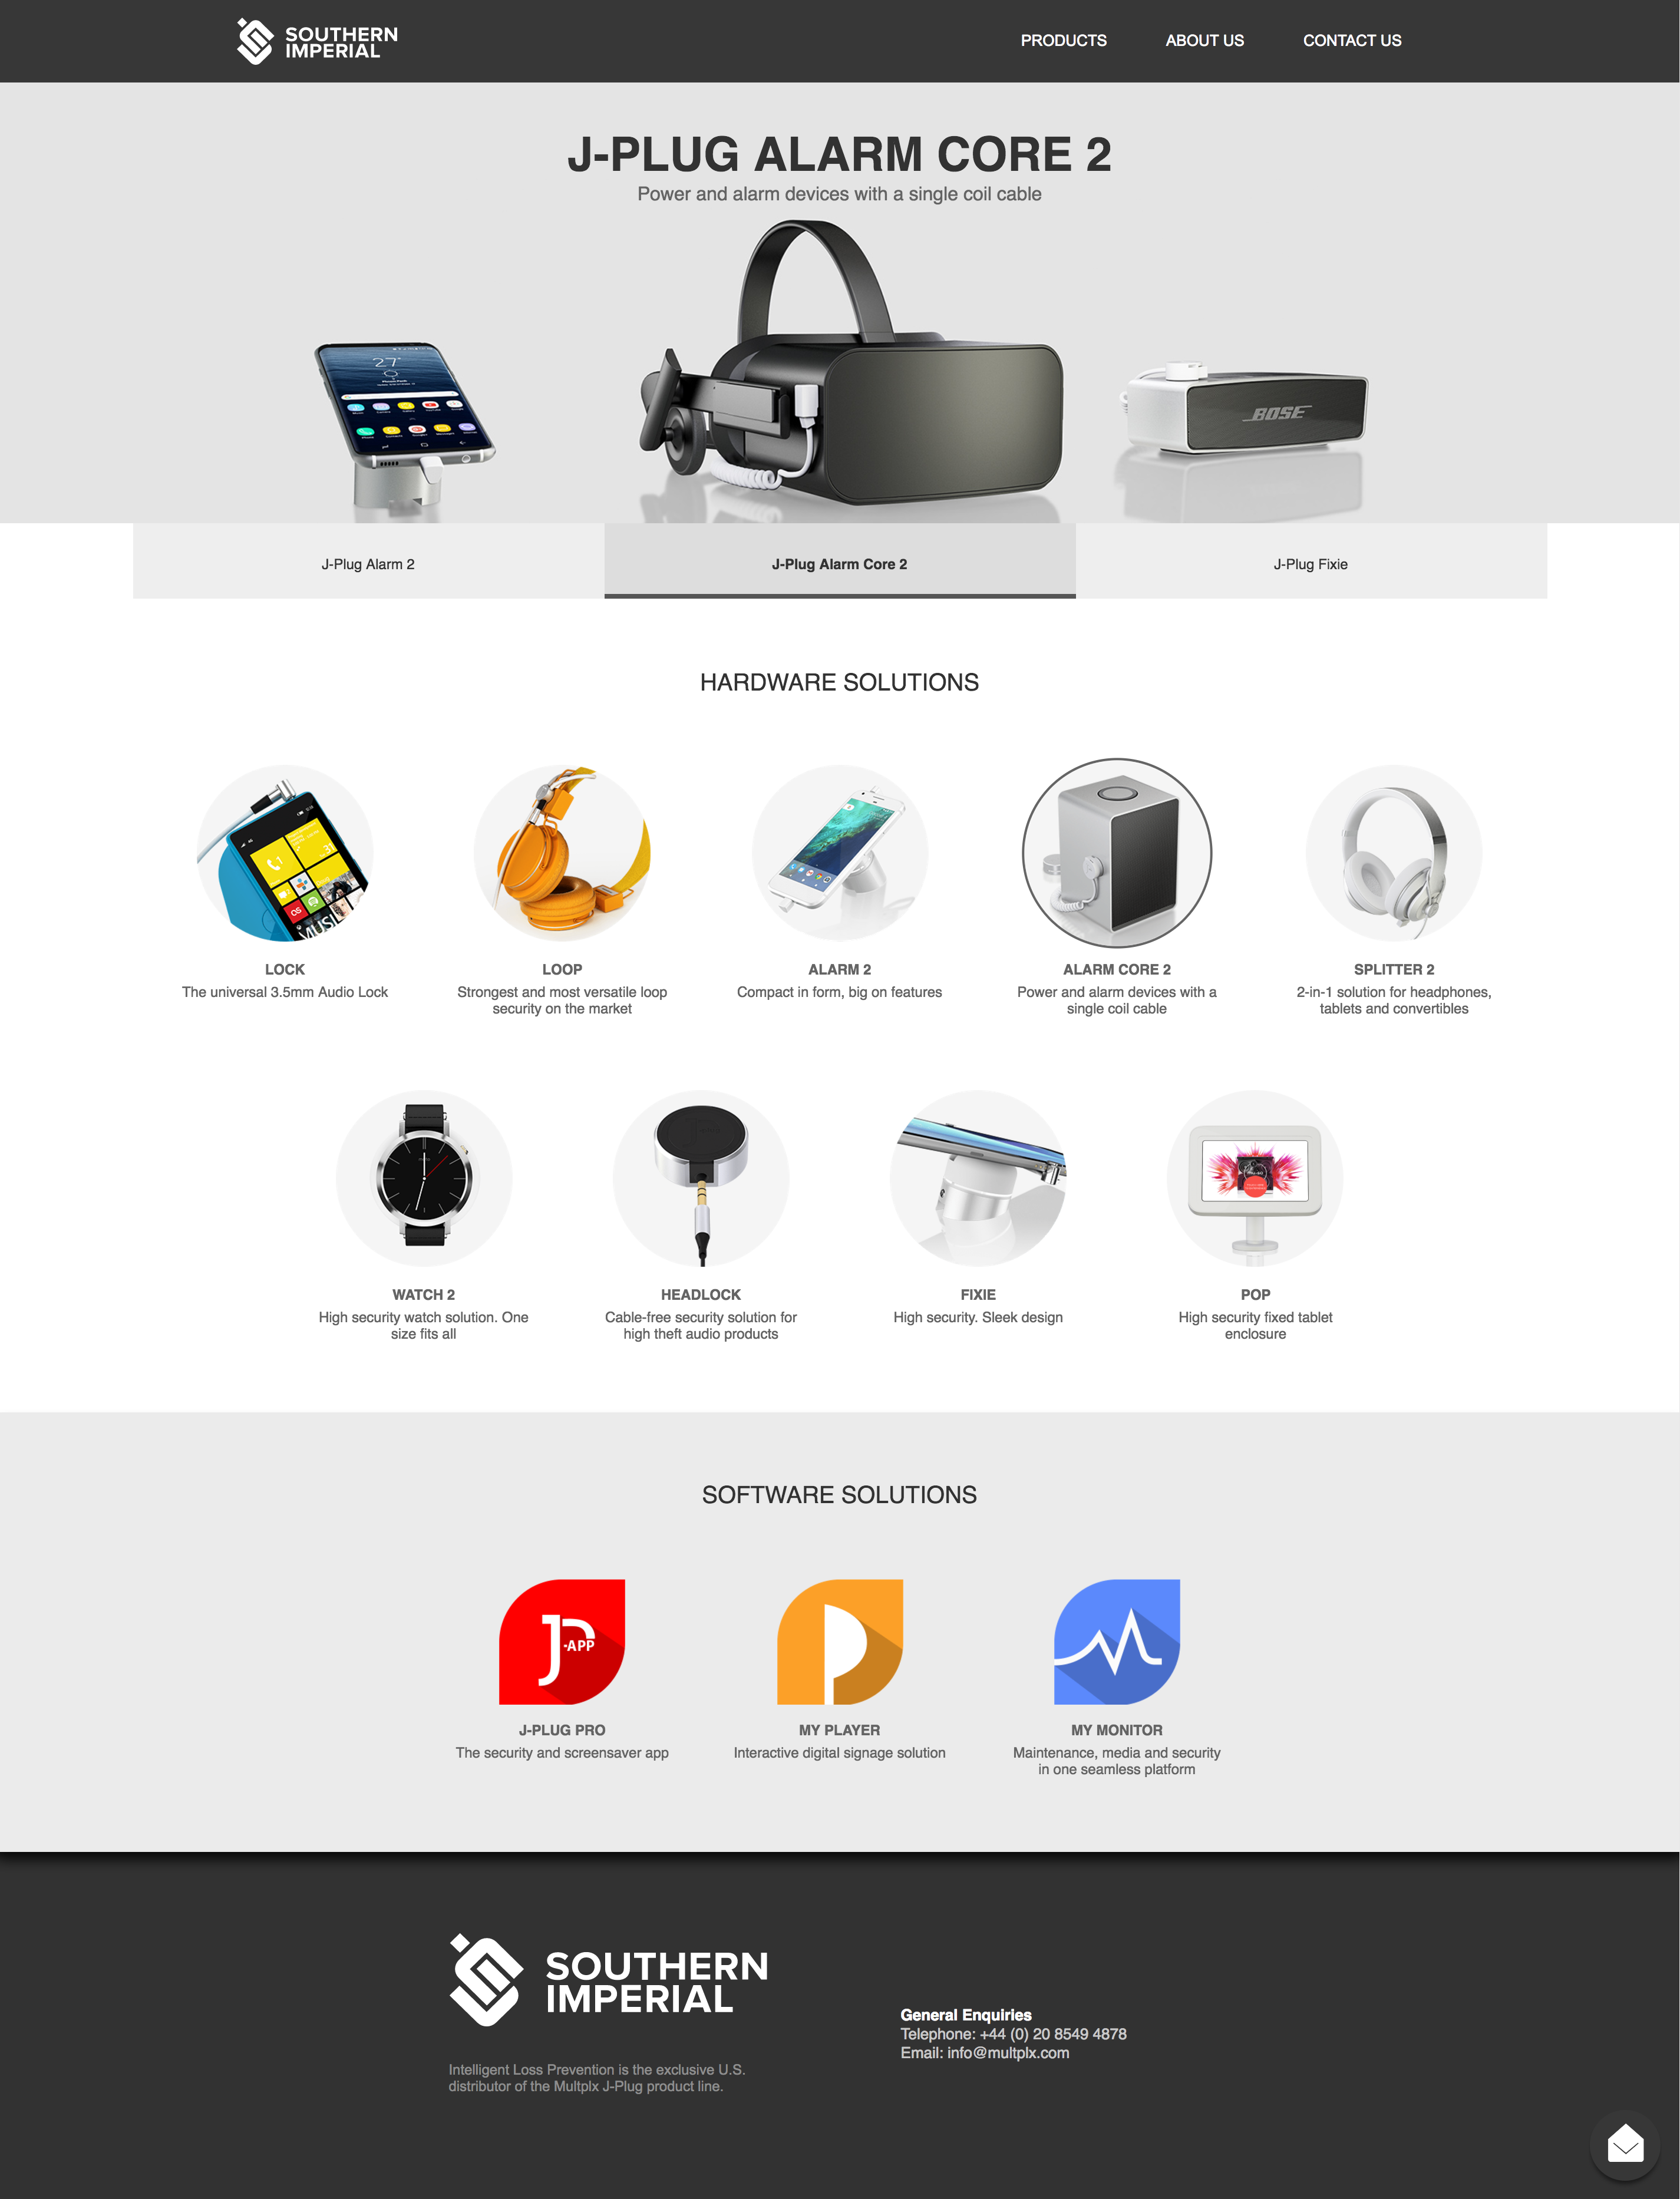 SOUTHERN
IMPERIAL
PRODUCTS
ABOUT US
CONTACT US
J-PLUG ALARM CORE 2
Power and alarm devices with a single coil cable
27°
BOSE
J-Plug Alarm 2
J-Plug Alarm Core 2
J-Plug Fixie
HARDWARE SOLUTIONS
1
31
MUSI
LOCK
The universal 3.5mm Audio Lock
LOOP
Strongest and most versatile loop
security on the market
ALARM 2
Compact in form, big on features
ALARM CORE 2
Power and alarm devices with a
single coil cable
SPLITTER 2
2-in-1 solution for headphones,
tablets and convertibles
WATCH 2
High security watch solution. One
size fits all
HEADLOCK
Cable-free security solution for
high theft audio products
FIXIE
High security. Sleek design
POP
High security fixed tablet
enclosure
SOFTWARE SOLUTIONS
J-APP
J-PLUG PRO
The security and screensaver app
MY PLAYER
Interactive digital signage solution
MY MONITOR
Maintenance, media and security
in one seamless platform
SOUTHERN
IMPERIAL
Intelligent Loss Prevention is the exclusive U.S.
distributor of the Multplx J-Plug product line.
General Enquiries
Telephone: +44 (0) 20 8549 4878
Email: info@multplx.com